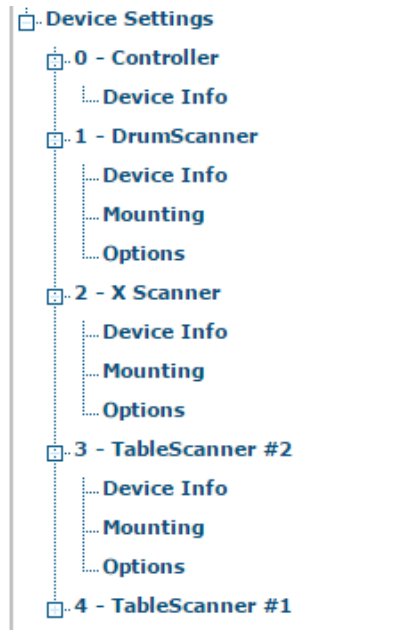 Device Settings
0 - Controller
Device Info
1 - DrumScanner
Device Info
Mounting
Options
2 - X Scanner
Device Info
Mounting
Options
3 - TableScanner #2
Device Info
Mounting
Options
4 - TableScanner #1